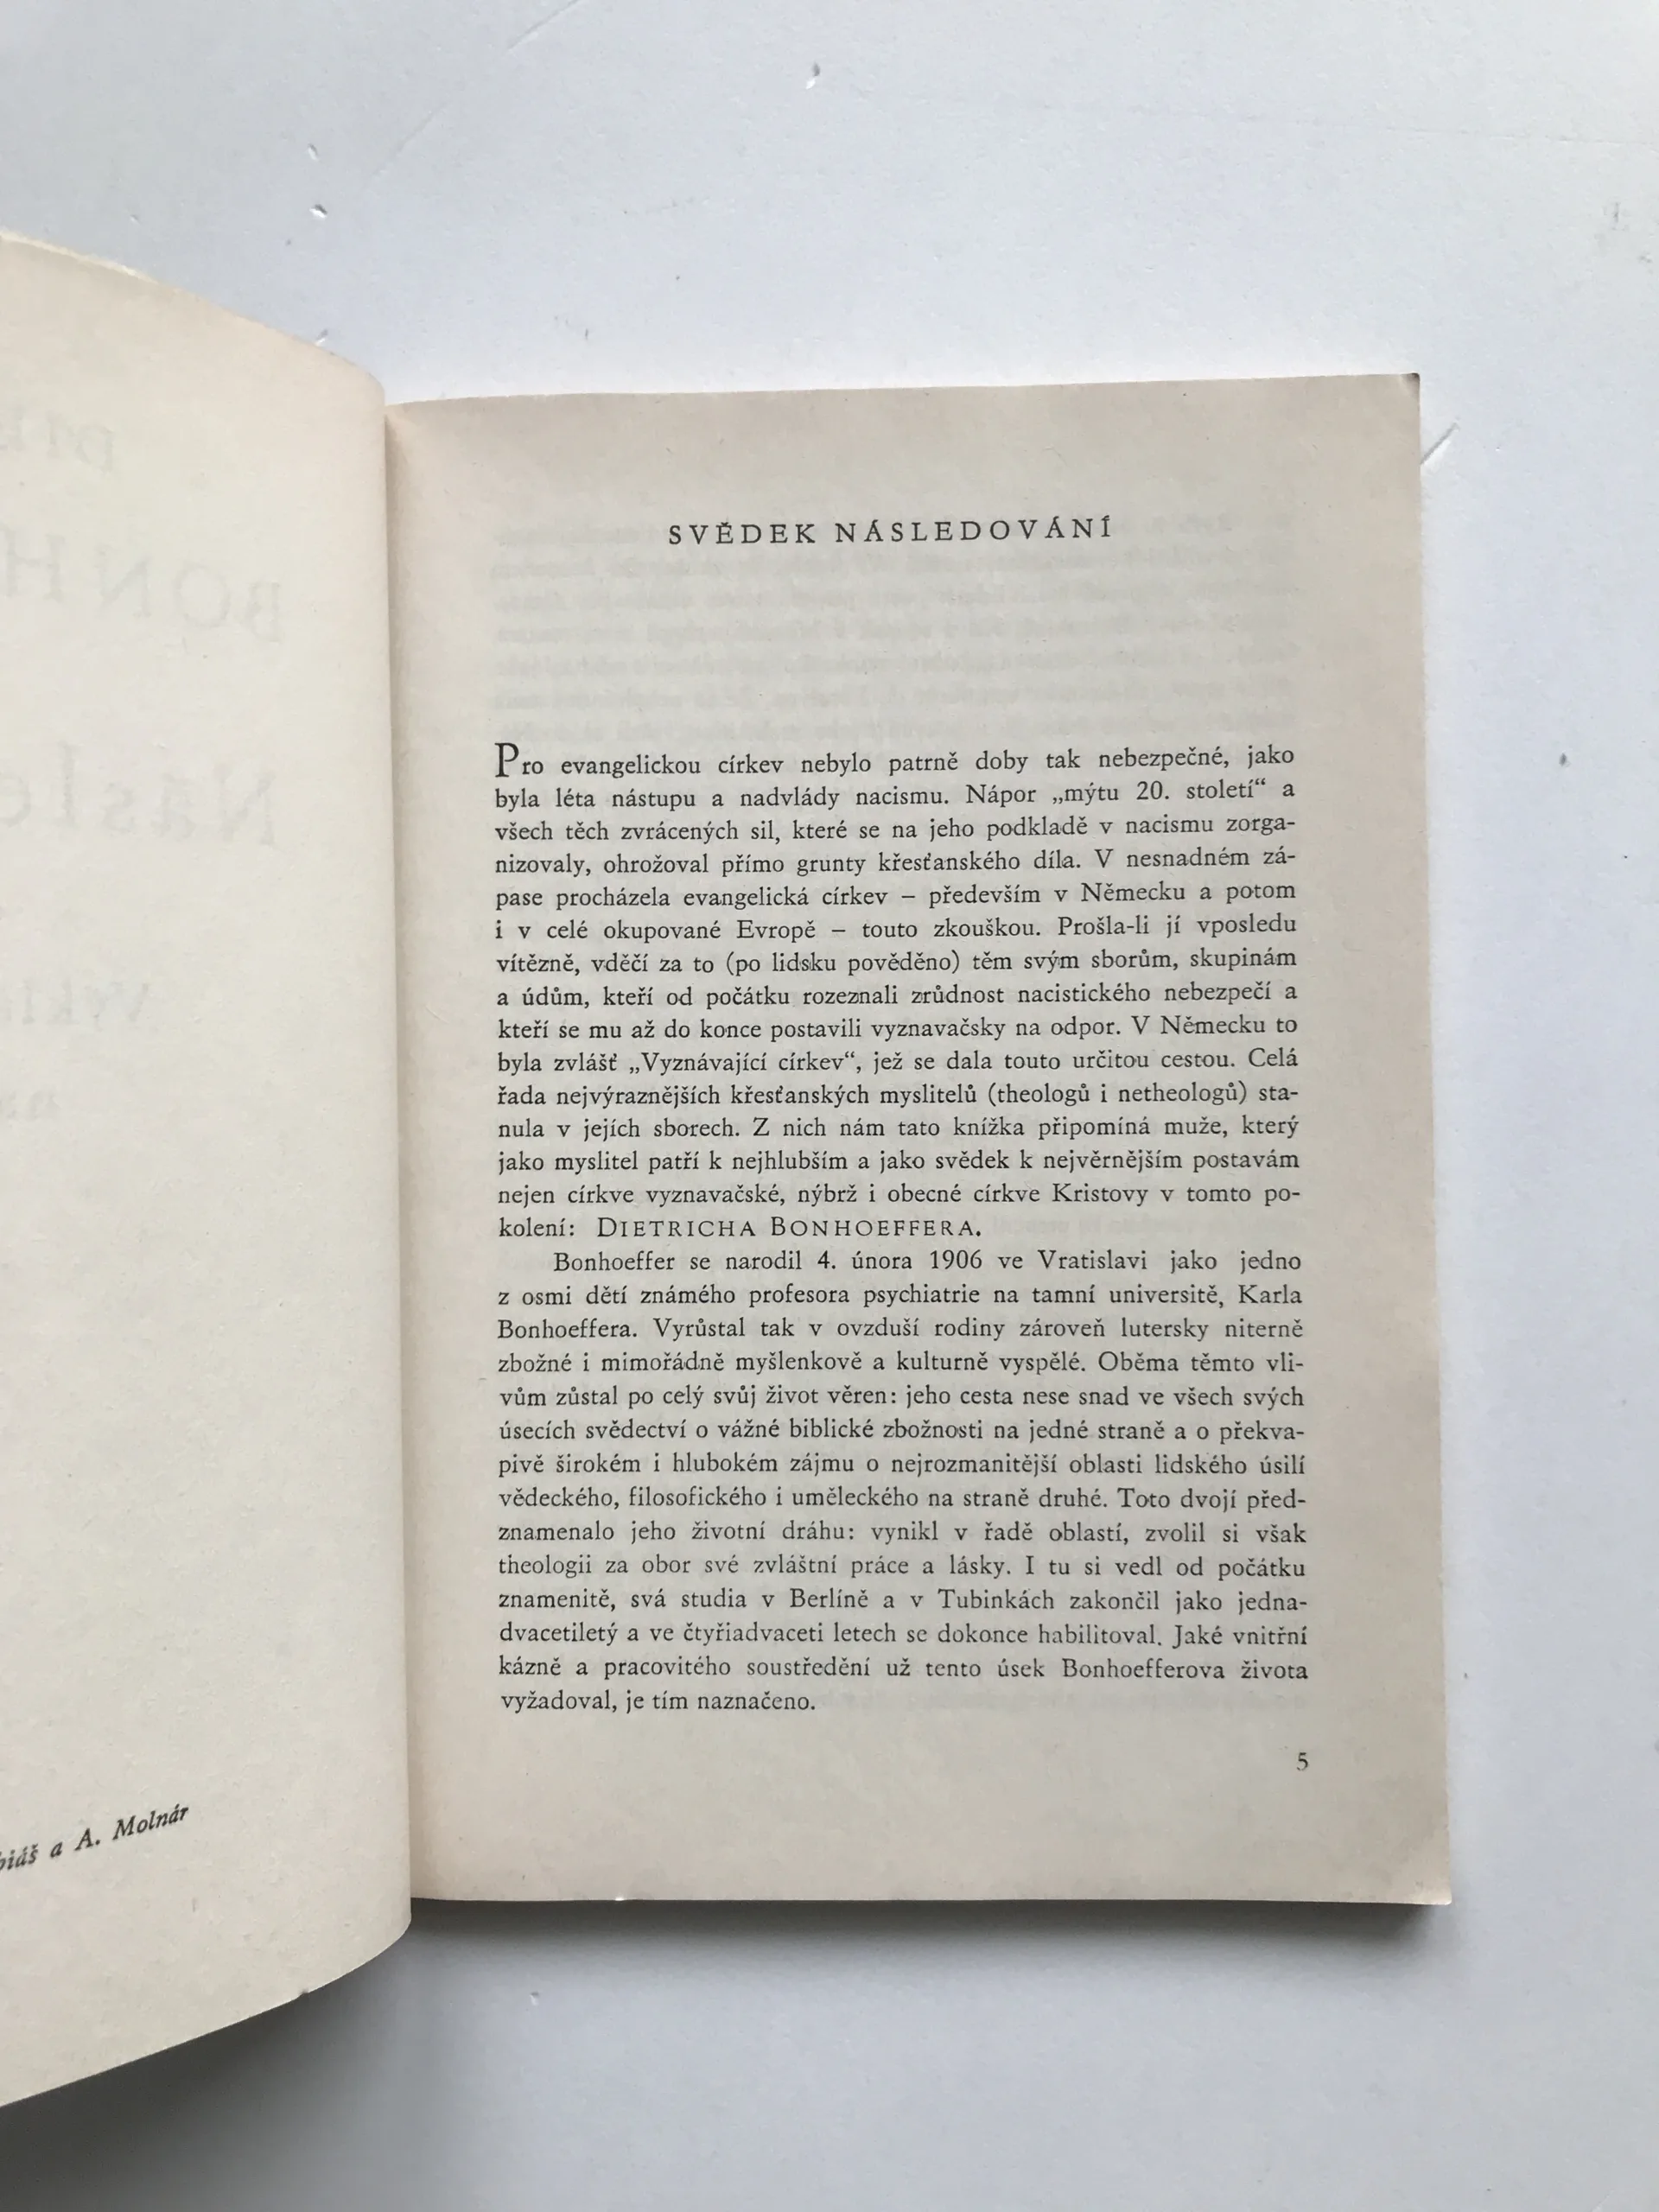 a A. Molnár
SVĚDEK NÁSLEDOVÁNÍ
Pro evangelickou církev nebylo patrně doby tak nebezpečné, jako
byla léta nástupu a nadvlády nacismu. Nápor „mýtu 20. století“ a
všech těch zvrácených sil, které se na jeho podkladě v nacismu zorga-
nizovaly, ohrožoval přímo grunty křesťanského díla. V nesnadném zá-
pase procházela evangelická církev – především v Německu a potom
i v celé okupované Evropě – touto zkouškou. Prošla-li jí vposledu
vítězně, vděčí za to (po lidsku pověděno) těm svým sborům, skupinám
a údům, kteří od počátku rozeznali zrůdnost nacistického nebezpečí a
kteří se mu až do konce postavili vyznavačsky na odpor. V Německu to
byla zvlášť „Vyznávající církev“, jež se dala touto určitou cestou. Celá
řada nejvýraznějších křesťanských myslitelů (theologů i netheologů) sta-
nula v jejích sborech. Z nich nám tato knížka připomíná muže, který
jako myslitel patří k nejhlubším a jako svědek k nejvěrnějším postavám
nejen církve vyznavačské, nýbrž i obecné církve Kristovy v tomto po-
kolení: DIETRICHA BONHOEFFERA.
Bonhoeffer se narodil 4. února 1906 ve Vratislavi jako jedno
z osmi dětí známého profesora psychiatrie na tamní universitě, Karla
Bonhoeffera. Vyrůstal tak v ovzduší rodiny zároveň lutersky niterně
zbožné i mimořádně myšlenkově a kulturně vyspělé. Oběma těmto vli-
vům zůstal po celý svůj život věren: jeho cesta nese snad ve všech svých
úsecích svědectví o vážné biblické zbožnosti na jedné straně a o překva-
pivě širokém i hlubokém zájmu o nejrozmanitější oblasti lidského úsilí
vědeckého, filosofického i uměleckého na straně druhé. Toto dvojí před-
znamenalo jeho životní dráhu: vynikl v řadě oblastí, zvolil si však
theologii za obor své zvláštní práce a lásky. I tu si vedl od počátku
znamenitě, svá studia v Berlíně a v Tubinkách zakončil jako jedna-
dvacetiletý a ve čtyřiadvaceti letech se dokonce habilitoval. Jaké vnitřní
kázně a pracovitého soustředění už tento úsek Bonhoefferova života
vyžadoval, je tím naznačeno.
5